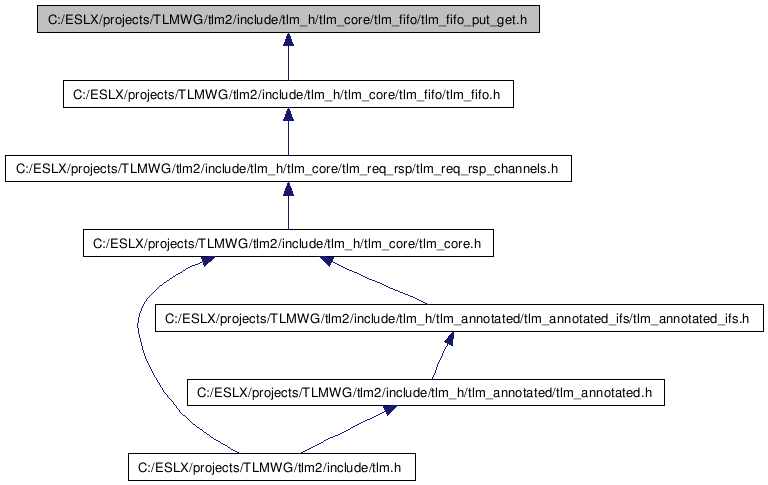 C:/ESLX/projects/TLMWG/tlm2/include/tlm_h/tlm_core/tlm_fifo/tlm_fifo_put_get.h
C:/ESLX/projects/TLMWG/tlm2/include/tlm_h/tlm_core/tlm_fifo/tlm_fifo.h
C:/ESLX/projects/TLMWG/tlm2/include/tlm_h/tlm_core/tlm_req_rsp/tlm_req_rsp_channels.h
C:/ESLX/projects/TLMWG/tlm2/include/tlm_h/tlm_core/tlm_core.h
C:/ESLX/projects/TLMWG/tlm2/include/tlm_h/tlm_annotated/tlm_annotated_ifs/tlm_annotated_ifs.h
C:/ESLX/projects/TLMWG/tlm2/include/tlm_h/tlm_annotated/tlm_annotated.h
C:/ESLX/projects/TLMWG/tlm2/include/tlm.h